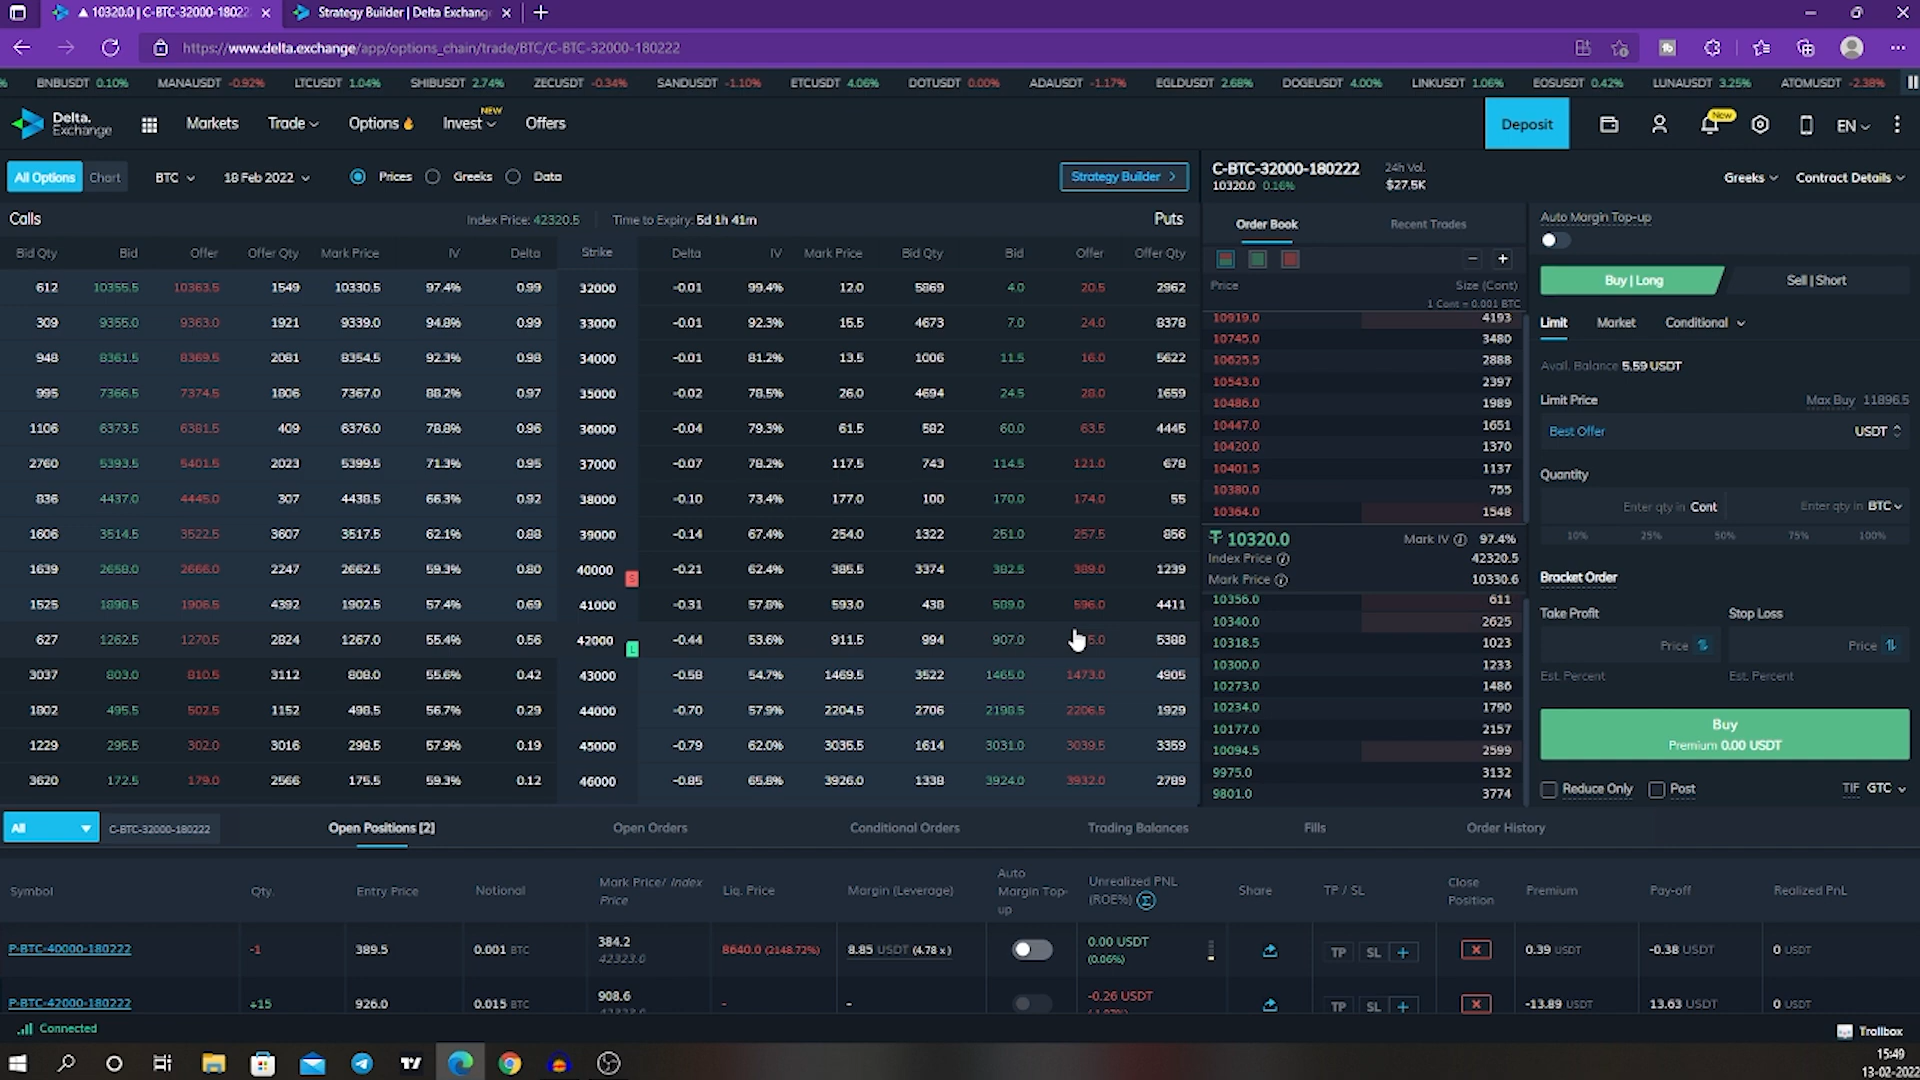 ▲ 10320.0 | C-BTC-32000-18022
Strategy Builder | Delta Exchang
https://www.delta.exchange/app/options_chain/trade/BTC/C-BTC-32000-180222
BNBUSDT 0.10% MANAUSDT -0.92% LTCUSDT 1.04% SHIBUSDT 2.74% ZECUSDT -0.34% SANDUSDT -1.10% ETCUSDT 4.06% DOTUSDT 0.00% ADAUSDT -1.17% EGLDUSDT 2.68% DOGEUSDT 4.00% LINKUSDT 1.06% EOSUSDT 0.42% LUNAUSDT 3.25% ATOMUSDT -2.38%
Delta.
Exchange
Markets Trade Options Invest NEW Offers
Deposit New EN
All Options Chart BTC 18 Feb 2022 Prices Greeks Data Strategy Builder >
Calls Index Price: 42320.5 Time to Expiry: 5d 1h 41m Puts
Bid Qty Bid Offer Offer Qty Mark Price IV Delta Strike Delta IV Mark Price Bid Qty Bid Offer Offer Qty
612 10355.5 10363.5 1549 10330.5 97.4% 0.99 32000 -0.01 99.4% 12.0 5869 4.0 20.5 2962
309 9355.0 9363.0 1921 9339.0 94.8% 0.99 33000 -0.01 92.3% 15.5 4673 7.0 24.0 8378
948 8361.5 8369.5 2081 8354.5 92.3% 0.98 34000 -0.01 81.2% 13.5 1006 11.5 16.0 5622
995 7366.5 7374.5 1806 7367.0 88.2% 0.97 35000 -0.02 78.5% 26.0 4694 24.5 28.0 1659
1106 6373.5 6381.5 409 6376.0 78.8% 0.96 36000 -0.04 79.3% 61.5 582 60.0 63.5 4445
2760 5393.5 5401.5 2023 5399.5 71.3% 0.95 37000 -0.07 78.2% 117.5 743 114.5 121.0 678
836 4437.0 4445.0 307 4438.5 66.3% 0.92 38000 -0.10 73.4% 177.0 100 170.0 174.0 55
1606 3514.5 3522.5 3607 3517.5 62.1% 0.88 39000 -0.14 67.4% 254.0 1322 251.0 257.5 856
1639 2658.0 2666.0 2247 2662.5 59.3% 0.80 40000 S -0.21 62.4% 385.5 3374 382.5 389.0 1239
1525 1898.5 1906.5 4392 1902.5 57.4% 0.69 41000 -0.31 57.8% 593.0 438 589.0 596.0 4411
627 1262.5 1270.5 2824 1267.0 55.4% 0.56 42000 L -0.44 53.6% 911.5 994 907.0 5388
3037 803.0 810.5 3112 808.0 55.6% 0.42 43000 -0.58 54.7% 1469.5 3522 1465.0 1473.0 4905
1802 495.5 502.5 1152 498.5 56.7% 0.29 44000 -0.70 57.9% 2204.5 2706 2198.5 2206.5 1929
1229 295.5 302.0 3016 298.5 57.9% 0.19 45000 -0.79 62.0% 3035.5 1614 3031.0 3039.5 3359
3620 172.5 179.0 2566 175.5 59.3% 0.12 46000 -0.85 65.8% 3926.0 1338 3924.0 3932.0 2789
C-BTC-32000-180222 24h Vol.
10320.0 0.16% $27.5K
Greeks Contract Details
Order Book Recent Trades
Price Size (Cont)
1 Cont = 0.001 BTC
10919.0 4193
10745.0 3480
10625.5 2888
10543.0 2397
10486.0 1989
10447.0 1651
10420.0 1370
10401.5 1137
10380.0 755
10364.0 1548
10320.0 Mark IV 97.4%
Index Price 42320.5
Mark Price 10330.6
10356.0 611
10340.0 2625
10318.5 1023
10300.0 1233
10273.0 1486
10234.0 1790
10177.0 2157
10094.5 2599
9975.0 3132
9801.0 3774
Auto Margin Top-up
Buy | Long Sell | Short
Limit Market Conditional
Avail. Balance 5.59 USDT
Limit Price Max Buy 11896.5
Best Offer USDT
Quantity
Enter qty in Cont Enter qty in BTC
10% 25% 50% 75% 100%
Bracket Order
Take Profit Stop Loss
Price Price
Est. Percent Est. Percent
Buy
Premium 0.00 USDT
Reduce Only Post TIF GTC
All C-BTC-32000-180222 Open Positions [2] Open Orders Conditional Orders Trading Balances Fills Order History
Symbol Qty. Entry Price Notional Mark Price/ Index Price Liq. Price Margin (Leverage) Auto Margin Top-up Unrealized PNL (ROE%) Share TP / SL Close Position Premium Pay-off Realized PnL
P-BTC-40000-180222 -1 389.5 0.001 BTC 384.2 8640.0 (2148.72%) 8.85 USDT (4.78 x) 0.00 USDT TP SL + 0.39 USDT -0.38 USDT 0 USDT
42323.0 (0.06%)
P-BTC-42000-180222 +15 926.0 0.015 BTC 908.6 - - -0.26 USDT TP SL + -13.89 USDT 13.63 USDT 0 USDT
Connected
Trollbox
15:49
13-02-2022